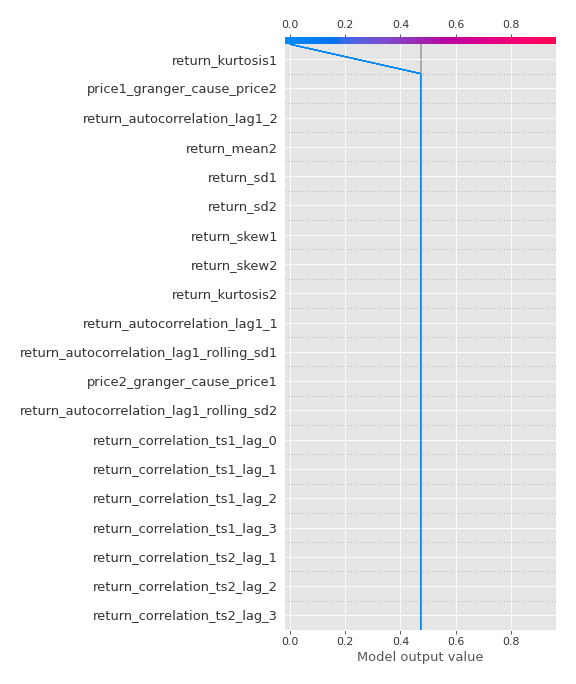 0.0 0.2 0.4 0.6 0.8
return_kurtosis1
price1_granger_cause_price2
return_autocorrelation_lag1_2
return_mean2
return_sd1
return_sd2
return_skew1
return_skew2
return_kurtosis2
return_autocorrelation_lag1_1
return_autocorrelation_lag1_rolling_sd1
price2_granger_cause_price1
return_autocorrelation_lag1_rolling_sd2
return_correlation_ts1_lag_0
return_correlation_ts1_lag_1
return_correlation_ts1_lag_2
return_correlation_ts1_lag_3
return_correlation_ts2_lag_1
return_correlation_ts2_lag_2
return_correlation_ts2_lag_3
0.0 0.2 0.4 0.6 0.8
Model output value